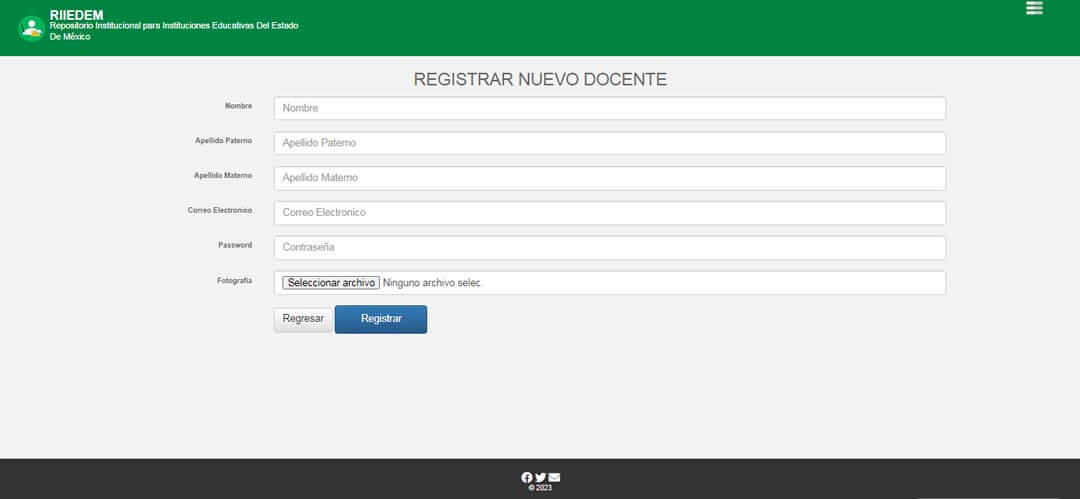 RIIEDEM
Repositorio Institucional para Instituciones Educativas Del Estado
De México
REGISTRAR NUEVO DOCENTE
Nombre
Nombre
Apellido Paterno
Apellido Paterno
Apellido Materno
Apellido Materno
Correo Electronico
Correo Electronico
Password
Contraseña
Fotografía
Seleccionar archivo Ninguno archivo selec.
Regresar Registrar
© 2023